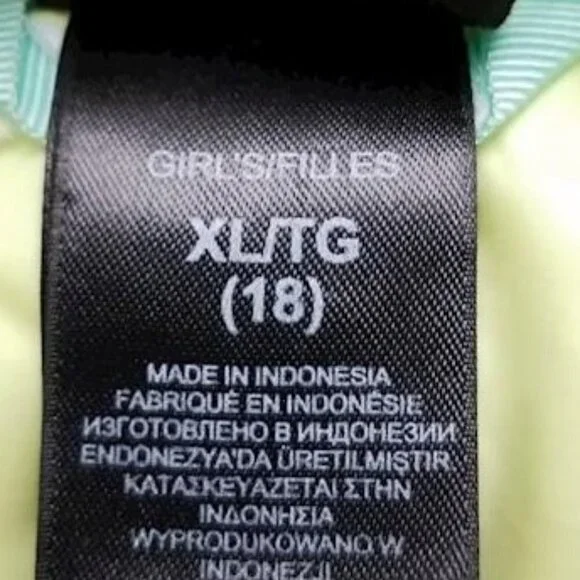 GIRL'S/FILLES
XL/TG
(18)
MADE IN INDONESIA
FABRIQUÉ EN INDONÉSIE
ИЗГОТОВЛЕНО В ИНДОНЕЗИИ
ENDONEZYA'DA ÜRETILMISTIR
ΚΑΤΑΣΚΕΥΑΖΕΤΑΙ ΣΤΗΝ
ΙΝΔΟΝΗΣΙΑ
WYPRODUKOWANO W
INDONEZJI